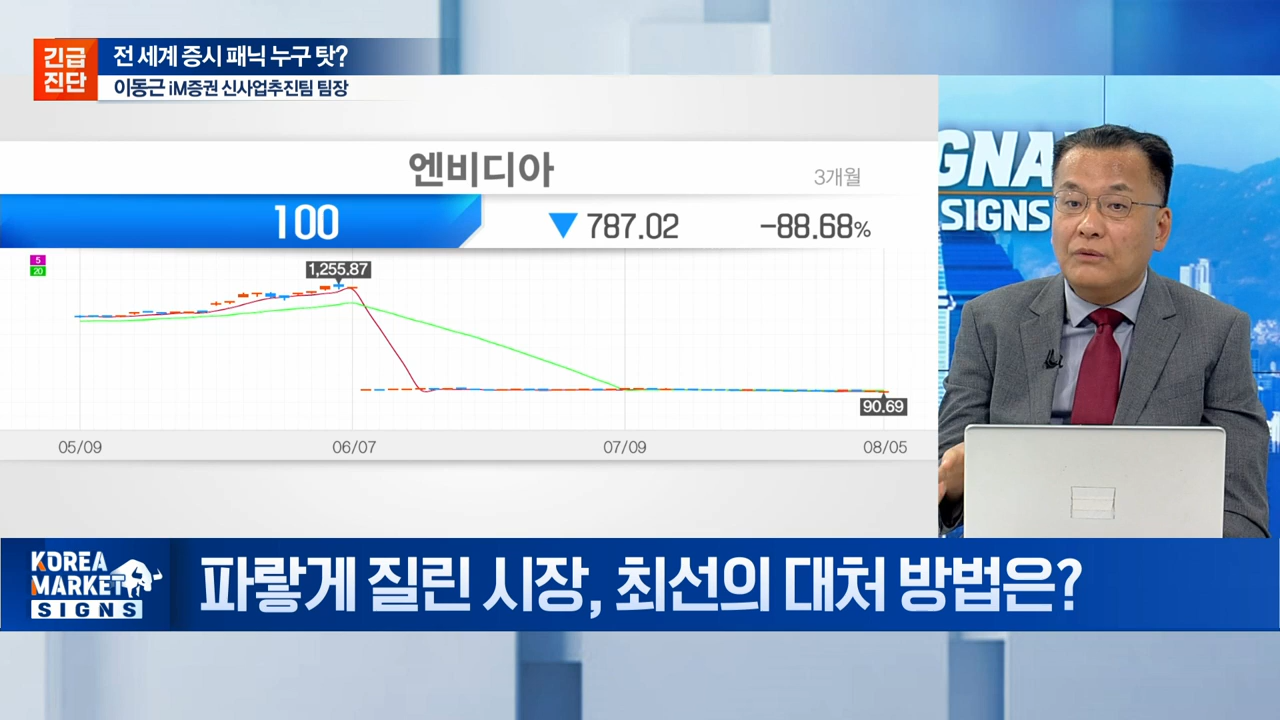 긴급
진단
전 세계 증시 패닉 누구 탓?
이동근 iM증권 신사업추진팀 팀장
엔비디아
3개월
100
▼ 787.02
-88.68%
5
20
1,255.87
90.69
05/09
06/07
07/09
08/05
GNA
SIGNS
KOREA
MARKET
SIGNS
파랗게 질린 시장, 최선의 대처 방법은?